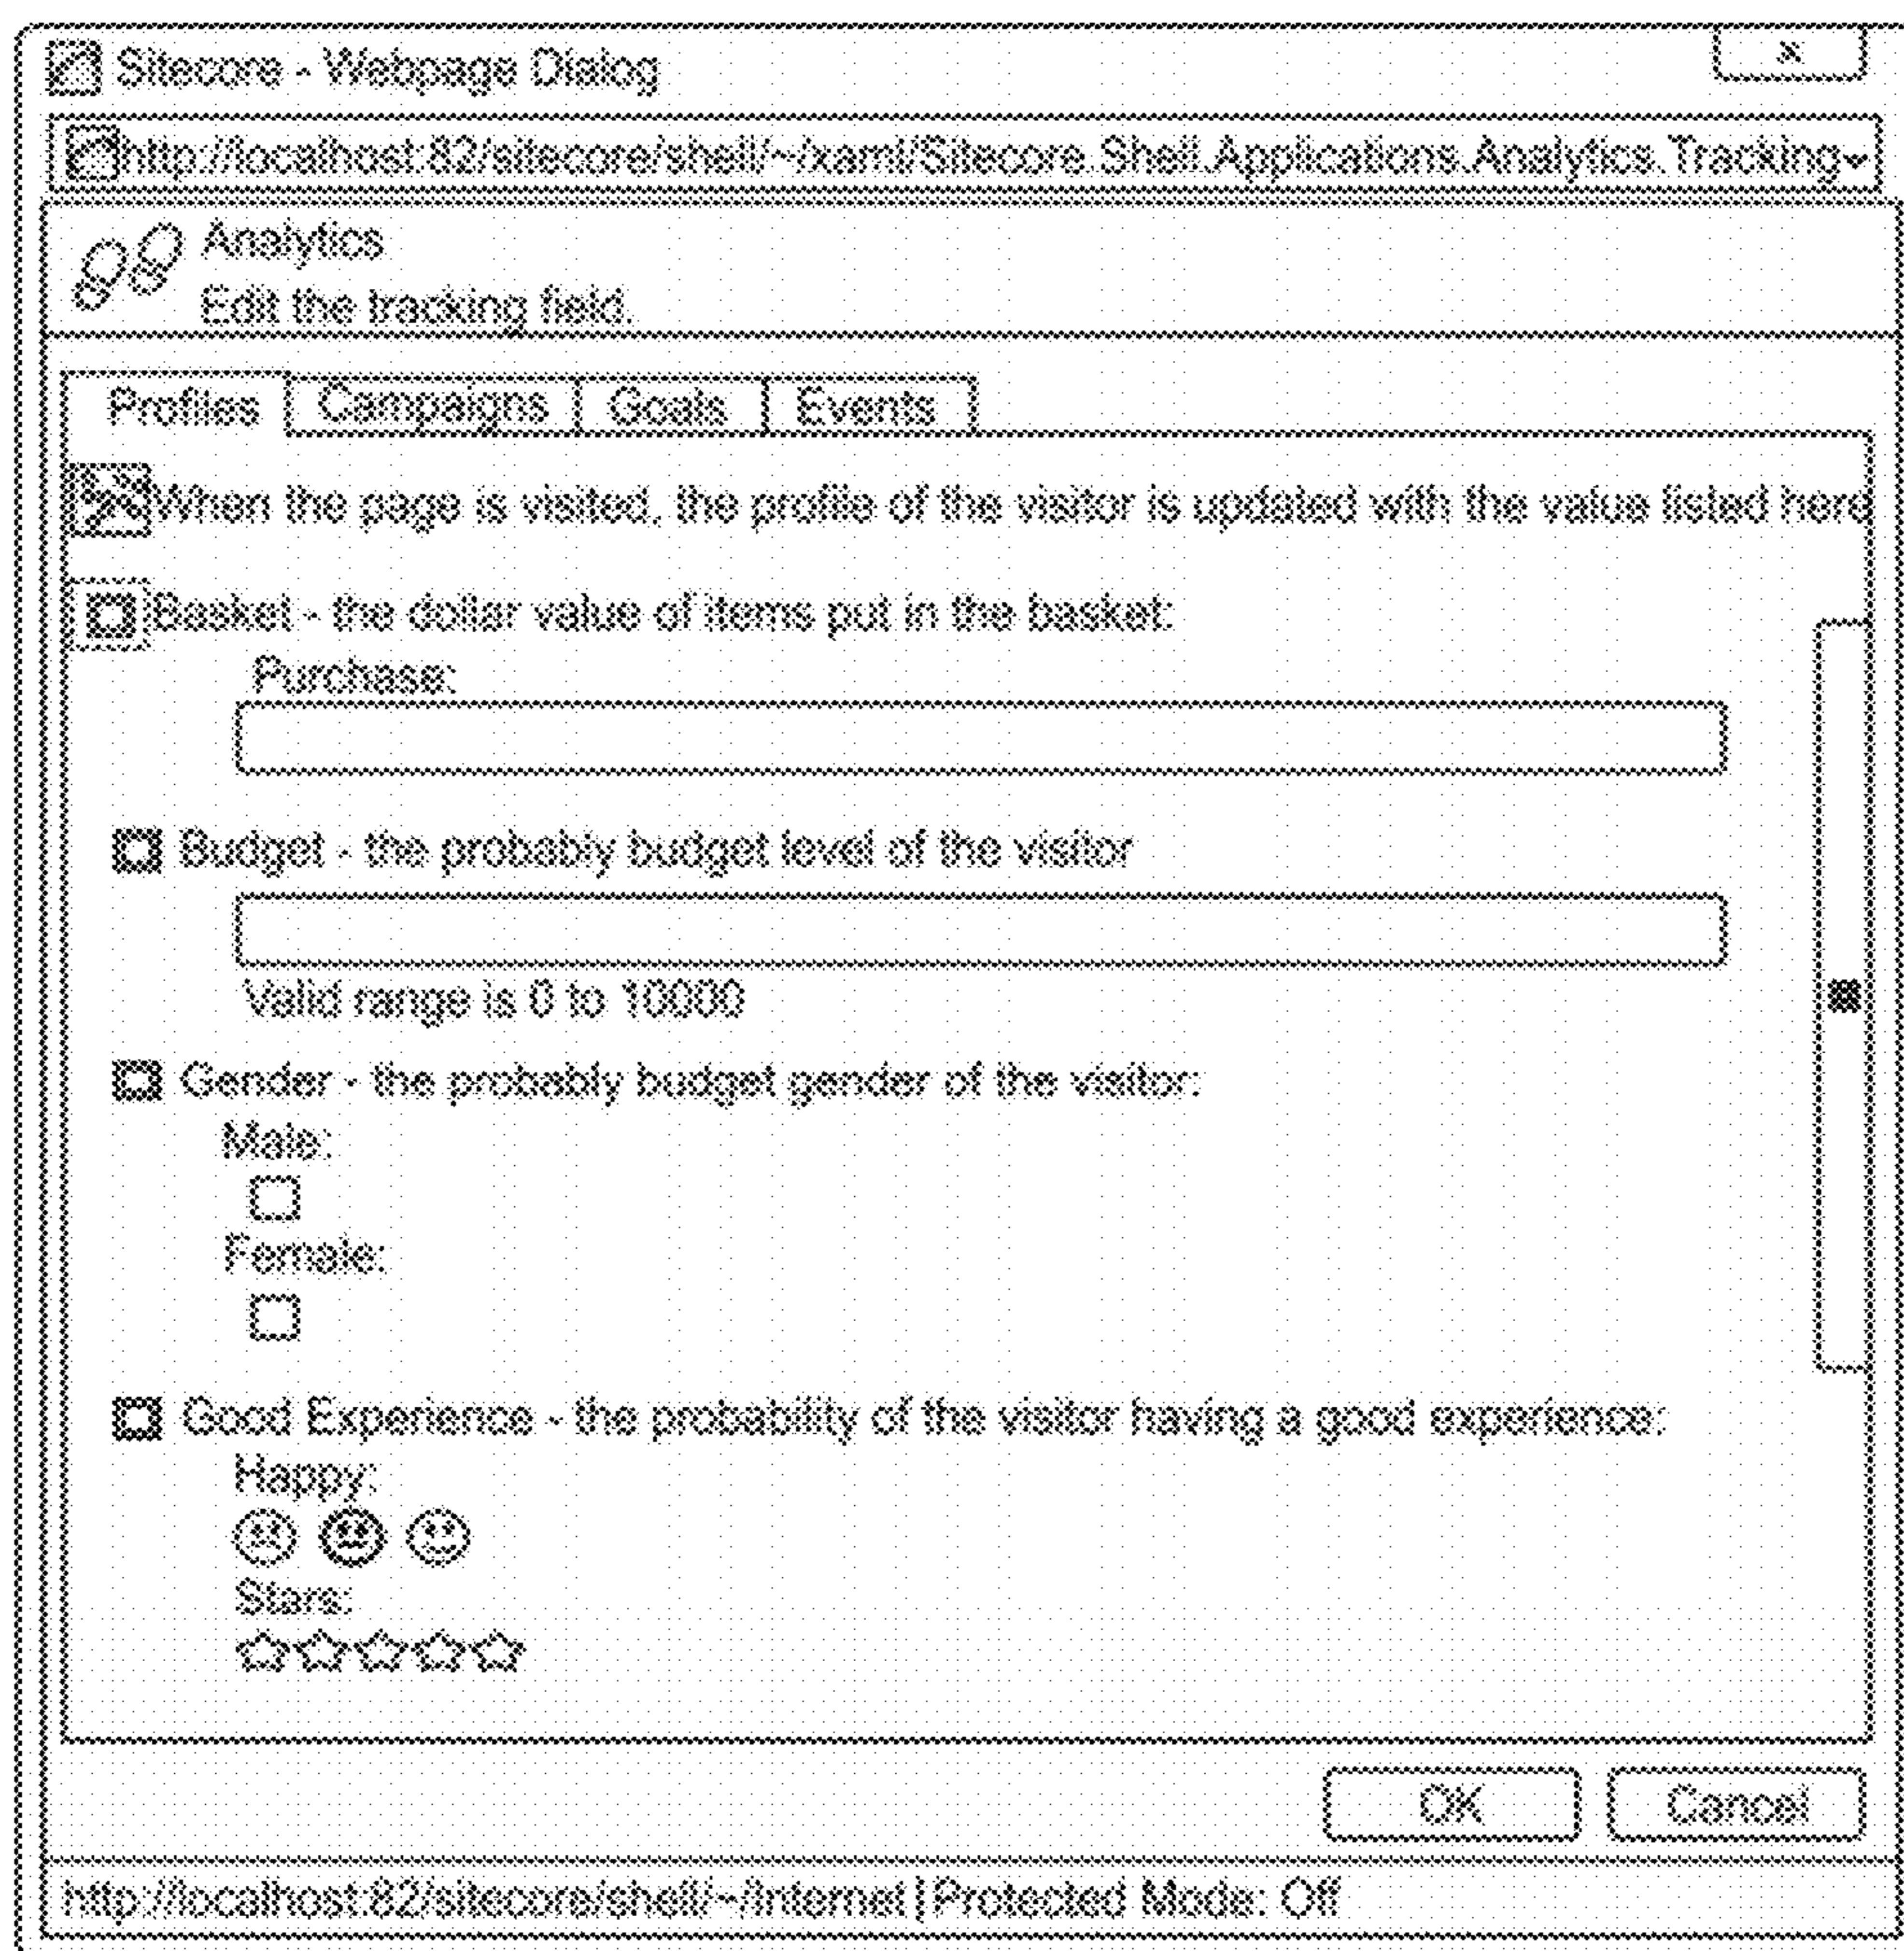 Sitecore - Webpage Dialog
x
http://localhost:82/sitecore/shell/~/xaml/Sitecore.Shell.Applications.Analytics.Tracking
Analytics
Edit the tracking field.
Profiles Campaigns Goals Events
When the page is visited, the profile of the visitor is updated with the value listed here
Basket - the dollar value of items put in the basket:
Purchase:
Budget - the probably budget level of the visitor
Valid range is 0 to 10000
Gender - the probably budget gender of the visitor:
Male:
Female:
Good Experience - the probability of the visitor having a good experience:
Happy:
Stars:
OK Cancel
http://localhost:82/sitecore/shell/~/Internet|Protected Mode: Off